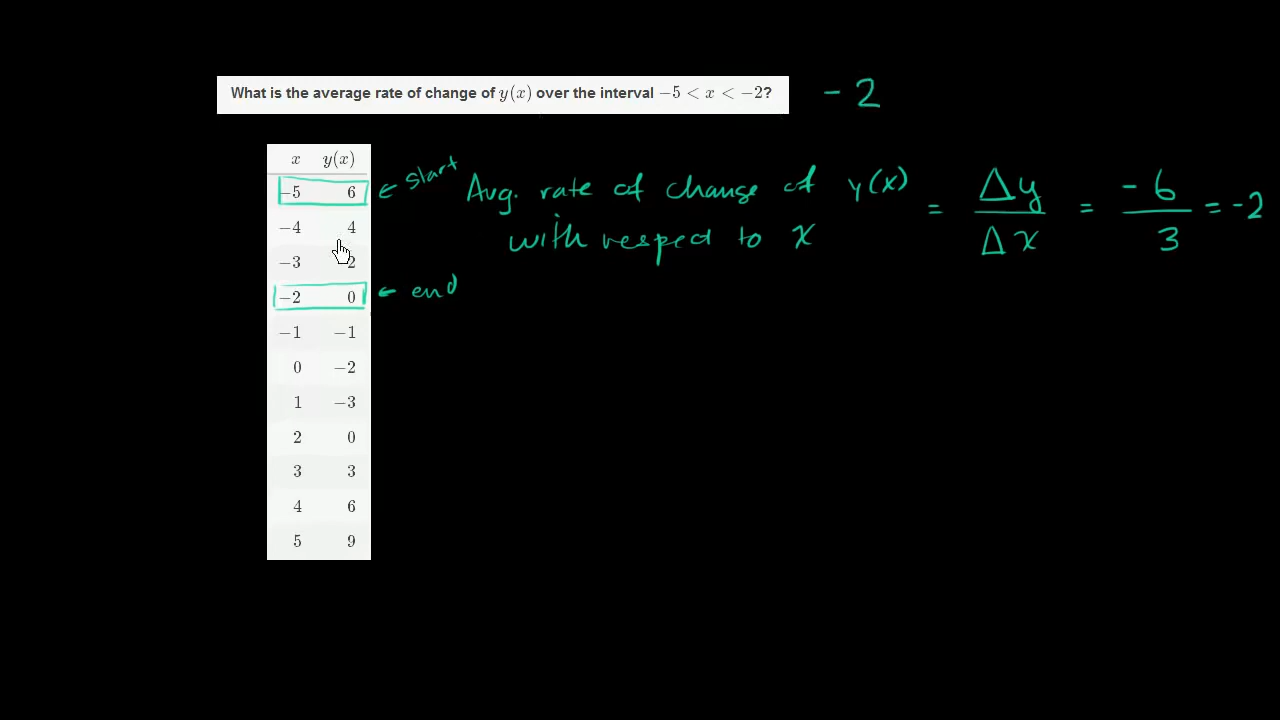 What is the average rate of change of y(x) over the interval −5 < x < −2? - 2
x y(x)
−5 6 ← start
−4 4
−3 2
−2 0 ← end
−1 −1
0 −2
1 −3
2 0
3 3
4 6
5 9
Avg. rate of change of y(x)
with respect to x
= Δy / Δx = -6 / 3 = -2